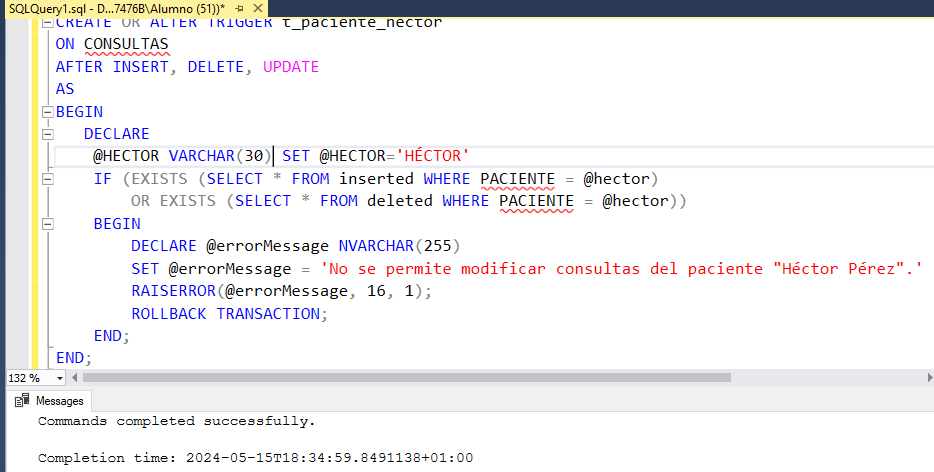 SQLQuery1.sql - D...7476B\Alumno (51))*
CREATE OR ALTER TRIGGER t_paciente_hector
ON CONSULTAS
AFTER INSERT, DELETE, UPDATE
AS
BEGIN
DECLARE
@HECTOR VARCHAR(30) SET @HECTOR='HÉCTOR'
IF (EXISTS (SELECT * FROM inserted WHERE PACIENTE = @hector)
OR EXISTS (SELECT * FROM deleted WHERE PACIENTE = @hector))
BEGIN
DECLARE @errorMessage NVARCHAR(255)
SET @errorMessage = 'No se permite modificar consultas del paciente "Héctor Pérez".'
RAISERROR(@errorMessage, 16, 1);
ROLLBACK TRANSACTION;
END;
END;
132 %
Messages
Commands completed successfully.
Completion time: 2024-05-15T18:34:59.8491138+01:00